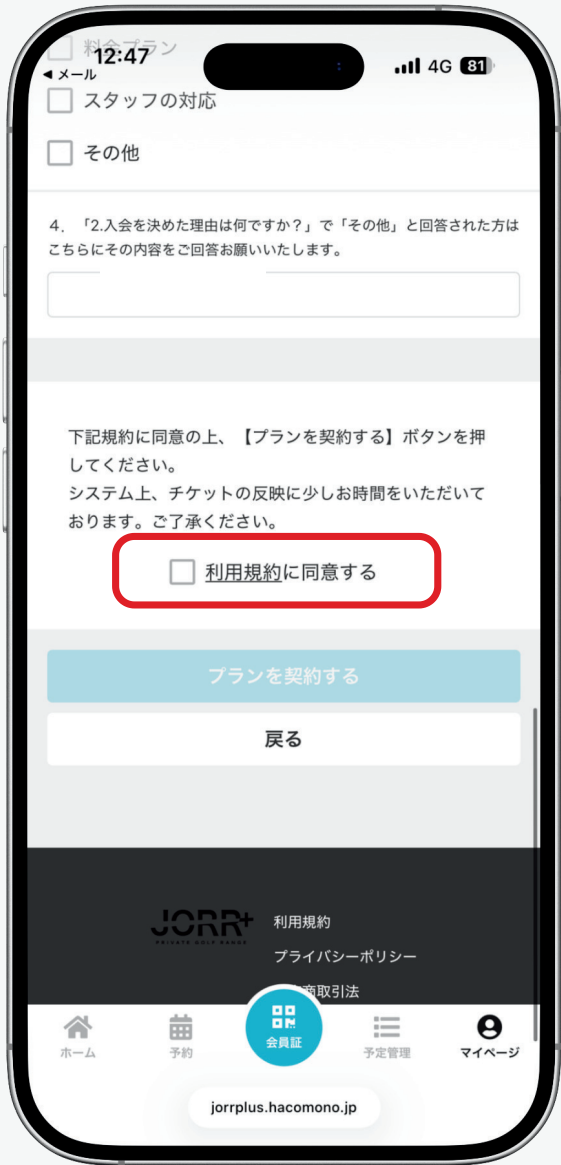 料金プラン
12:47
4G 81
◀ メール
スタッフの対応
その他
4. 「2.入会を決めた理由は何ですか？」で「その他」と回答された方は
こちらにその内容をご回答お願いいたします。
下記規約に同意の上、【プランを契約する】ボタンを押
してください。
システム上、チケットの反映に少しお時間をいただいて
おります。ご了承ください。
利用規約に同意する
プランを契約する
戻る
JORR+
PRIVATE GOLF RANGE
利用規約
プライバシーポリシー
商取引法
ホーム
予約
会員証
予定管理
マイページ
jorrplus.hacomono.jp